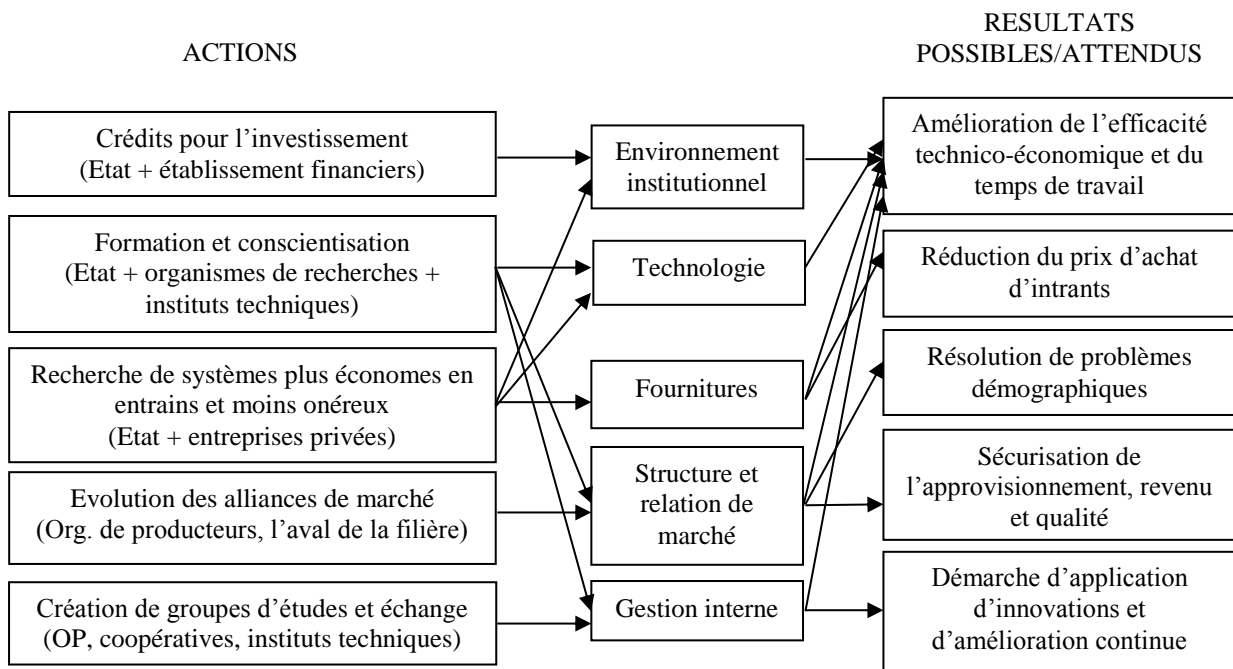 ACTIONS
RESULTATS
POSSIBLES/ATTENDUS
Crédits pour l’investissement
(Etat + établissement financiers)
Formation et conscientisation
(Etat + organismes de recherches +
instituts techniques)
Recherche de systèmes plus économes en
entrains et moins onéreux
(Etat + entreprises privées)
Evolution des alliances de marché
(Org. de producteurs, l’aval de la filière)
Création de groupes d’études et échange
(OP, coopératives, instituts techniques)
Environnement
institutionnel
Technologie
Fournitures
Structure et
relation de
marché
Gestion interne
Amélioration de l’efficacité
technico-économique et du
temps de travail
Réduction du prix d’achat
d’intrants
Résolution de problèmes
démographiques
Sécurisation de
l’approvisionnement, revenu
et qualité
Démarche d’application
d’innovations et
d’amélioration continue